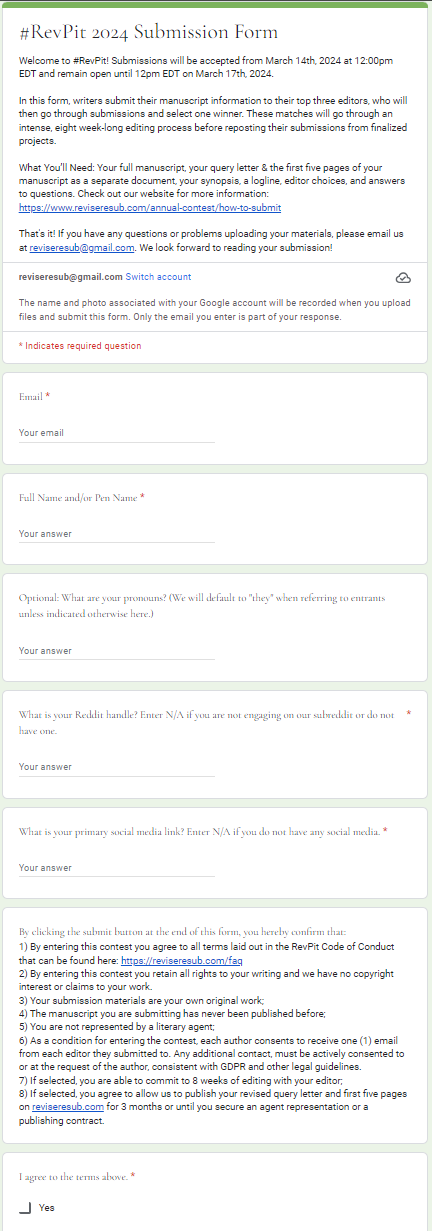 #RevPit 2024 Submission Form
Welcome to #RevPit! Submissions will be accepted from March 14th, 2024 at 12:00pm
EDT and remain open until 12pm EDT on March 17th, 2024.
In this form, writers submit their manuscript information to their top three editors, who will
then go through submissions and select one winner. These matches will go through an
intense, eight week-long editing process before reposting their submissions from finalized
projects.
What You'll Need: Your full manuscript, your query letter & the first five pages of your
manuscript as a separate document, your synopsis, a logline, editor choices, and answers
to questions. Check out our website for more information:
https://www.reviseresub.com/annual-contest/how-to-submit
That's it! If you have any questions or problems uploading your materials, please email us
at reviseresub@gmail.com. We look forward to reading your submission!
reviseresub@gmail.com Switch account
The name and photo associated with your Google account will be recorded when you upload
files and submit this form. Only the email you enter is part of your response.
* Indicates required question
Email *
Your email
Full Name and/or Pen Name *
Your answer
Optional: What are your pronouns? (We will default to "they" when referring to entrants
unless indicated otherwise here.)
Your answer
What is your Reddit handle? Enter N/A if you are not engaging on our subreddit or do not *
have one.
Your answer
What is your primary social media link? Enter N/A if you do not have any social media. *
Your answer
By clicking the submit button at the end of this form, you hereby confirm that:
1) By entering this contest you agree to all terms laid out in the RevPit Code of Conduct
that can be found here: https://reviseresub.com/faq
2) By entering this contest you retain all rights to your writing and we have no copyright
interest or claims to your work.
3) Your submission materials are your own original work;
4) The manuscript you are submitting has never been published before;
5) You are not represented by a literary agent;
6) As a condition for entering the contest, each author consents to receive one (1) email
from each editor they submitted to. Any additional contact, must be actively consented to
or at the request of the author, consistent with GDPR and other legal guidelines.
7) If selected, you are able to commit to 8 weeks of editing with your editor;
8) If selected, you agree to allow us to publish your revised query letter and first five pages
on reviseresub.com for 3 months or until you secure an agent representation or a
publishing contract.
I agree to the terms above. *
Yes